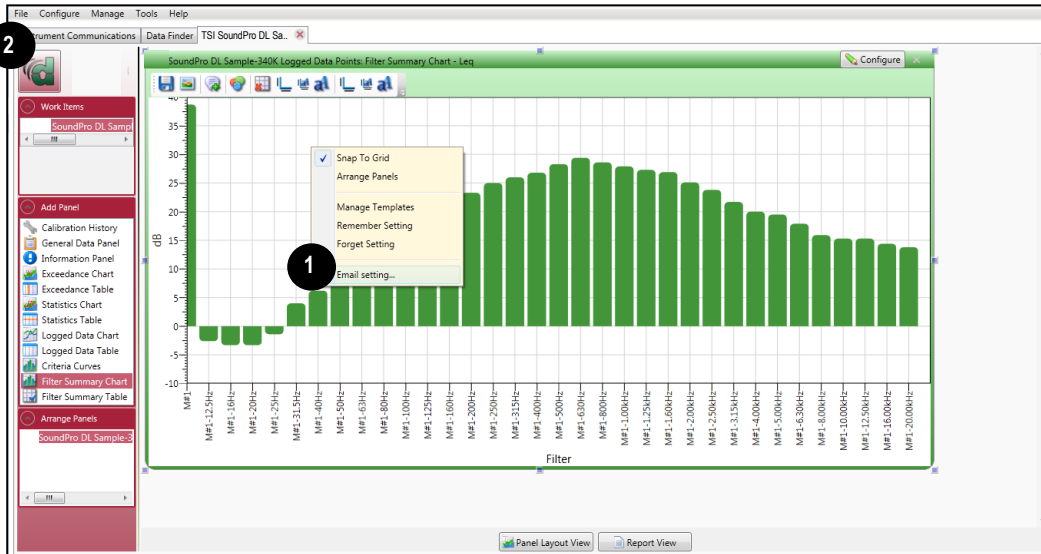 File Configure Manage Tools Help
2
trument Communications Data Finder TSI SoundPro DL Sa..
SoundPro DL Sample-340K Logged Data Points: Filter Summary Chart - Leq
Configure
Work Items
SoundPro DL Sampl
Add Panel
Calibration History
General Data Panel
Information Panel
Exceedance Chart
Exceedance Table
Statistics Chart
Statistics Table
Logged Data Chart
Logged Data Table
Criteria Curves
Filter Summary Chart
Filter Summary Table
Arrange Panels
SoundPro DL Sample-3
40
35
30
25
20
15
10
5
0
-5
-10
dB
Snap To Grid
Arrange Panels
Manage Templates
Remember Setting
Forget Setting
1
Email setting...
M#1
M#1-12.5Hz
M#1-16Hz
M#1-20Hz
M#1-25Hz
M#1-31.5Hz
M#1-40Hz
M#1-50Hz
M#1-63Hz
M#1-80Hz
M#1-100Hz
M#1-125Hz
M#1-160Hz
M#1-200Hz
M#1-250Hz
M#1-315Hz
M#1-400Hz
M#1-500Hz
M#1-630Hz
M#1-800Hz
M#1-1.00kHz
M#1-1.25kHz
M#1-1.60kHz
M#1-2.00kHz
M#1-2.50kHz
M#1-3.15kHz
M#1-4.00kHz
M#1-5.00kHz
M#1-6.30kHz
M#1-8.00kHz
M#1-10.00kHz
M#1-12.50kHz
M#1-16.00kHz
M#1-20.00kHz
Filter
Panel Layout View Report View